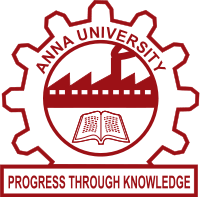 ANNA UNIVERSITY
PROGRESS THROUGH KNOWLEDGE